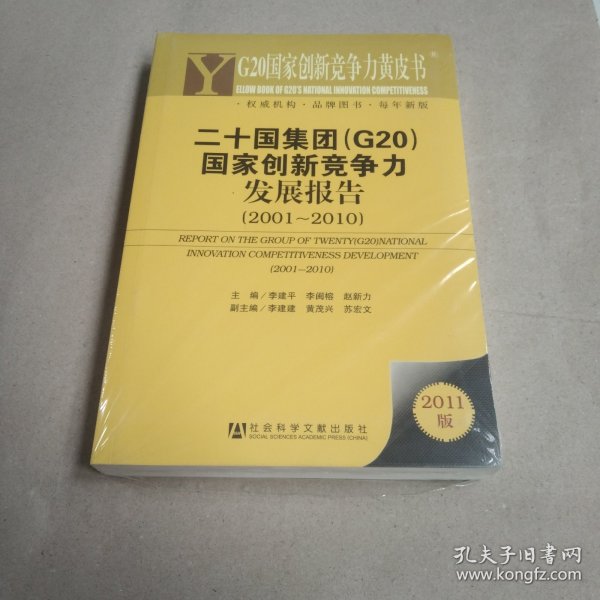 Y G20国家创新竞争力黄皮书®
ELLOW BOOK OF G20'S NATIONAL INNOVATION COMPETITIVENESS
·权威机构·品牌图书·每年新版
二十国集团(G20)
国家创新竞争力
发展报告
(2001~2010)
REPORT ON THE GROUP OF TWENTY(G20)NATIONAL
INNOVATION COMPETITIVENESS DEVELOPMENT
(2001—2010)
主 编/李建平 李闽榕 赵新力
副主编/李建建 黄茂兴 苏宏文
2011
版
社会科学文献出版社
SOCIAL SCIENCES ACADEMIC PRESS (CHINA)
孔夫子旧书网
www.kongfz.com